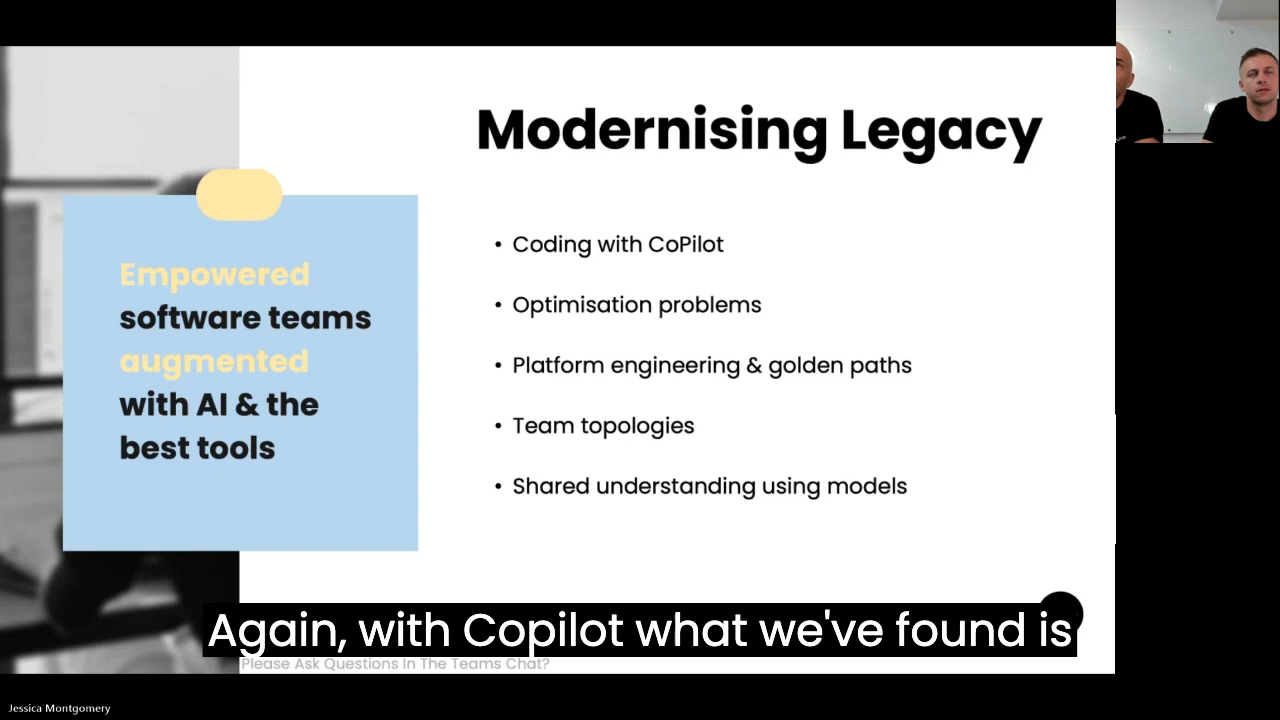 Modernising Legacy
Empowered
software teams
augmented
with AI & the
best tools
• Coding with CoPilot
• Optimisation problems
• Platform engineering & golden paths
• Team topologies
• Shared understanding using models
Again, with Copilot what we've found is
Please Ask Questions In The Teams Chat?
Jessica Montgomery